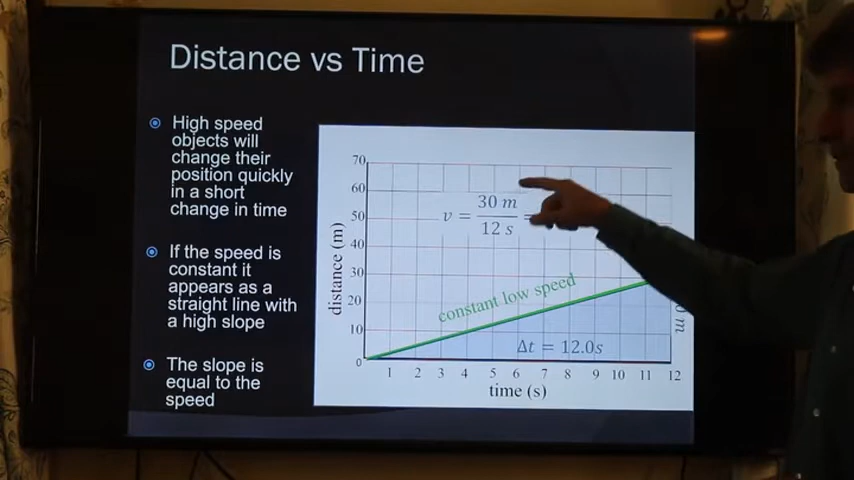 Distance vs Time
High speed
objects will
change their
position quickly
in a short
change in time
If the speed is
constant it
appears as a
straight line with
a high slope
The slope is
equal to the
speed
70
60
50
40
30
20
10
0
distance (m)
v = 30 m / 12 s =
constant low speed
Δt = 12.0s
0 m
1 2 3 4 5 6 7 8 9 10 11 12
time (s)